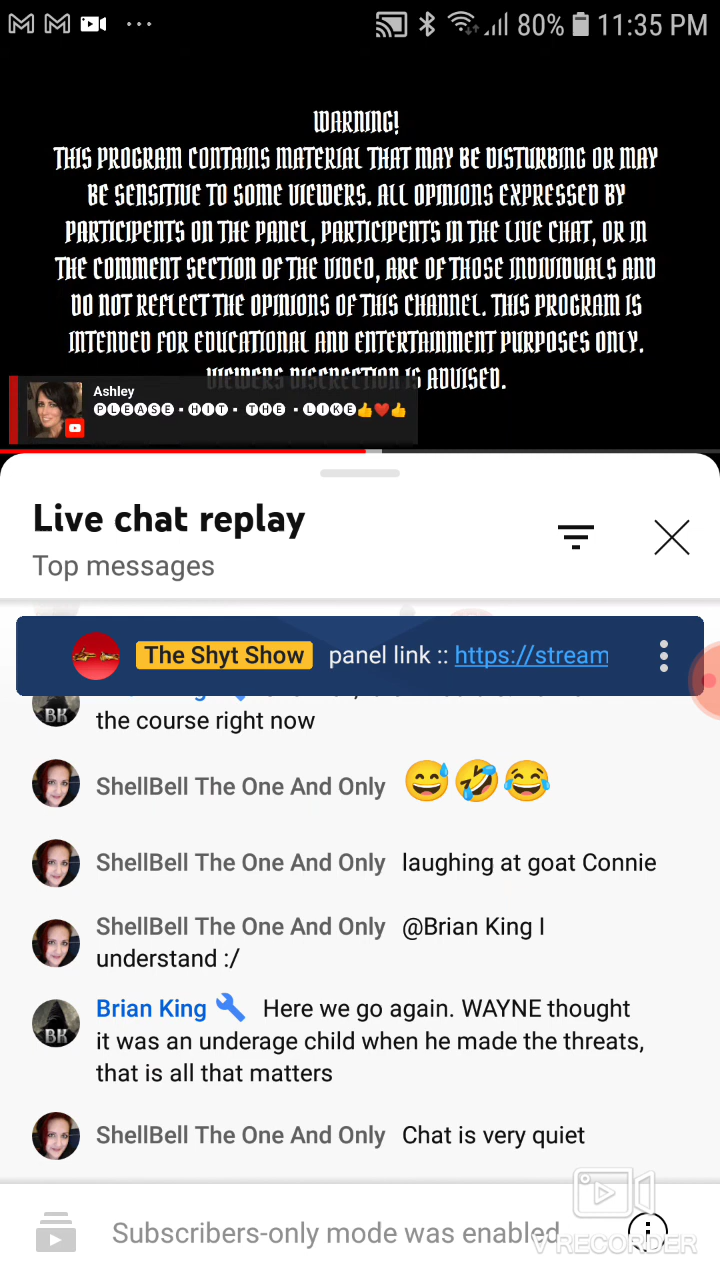 80% 11:35 PM
WARNING!
THIS PROGRAM CONTAINS MATERIAL THAT MAY BE DISTURBING OR MAY
BE SENSITIVE TO SOME VIEWERS. ALL OPINIONS EXPRESSED BY
PARTICIPENTS ON THE PANEL, PARTICIPENTS IN THE LIVE CHAT, OR IN
THE COMMENT SECTION OF THE VIDEO, ARE OF THOSE INDIVIDUALS AND
DO NOT REFLECT THE OPINIONS OF THIS CHANNEL. THIS PROGRAM IS
INTENDED FOR EDUCATIONAL AND ENTERTAINMENT PURPOSES ONLY.
VIEWERS DISCRECTION IS ADVISED.
Ashley
🅟🅛🅔🅐🅢🅔 • 🅗🅘🅣 • 🅣🅗🅔 • 🅛🅘🅚🅔👍❤️👍
Live chat replay
Top messages
The Shyt Show panel link :: https://stream
BK the course right now
ShellBell The One And Only 😅🤣😂
ShellBell The One And Only laughing at goat Connie
ShellBell The One And Only @Brian King I
understand :/
Brian King 🔧 Here we go again. WAYNE thought
BK it was an underage child when he made the threats,
that is all that matters
ShellBell The One And Only Chat is very quiet
Subscribers-only mode was enabled
V RECORDER